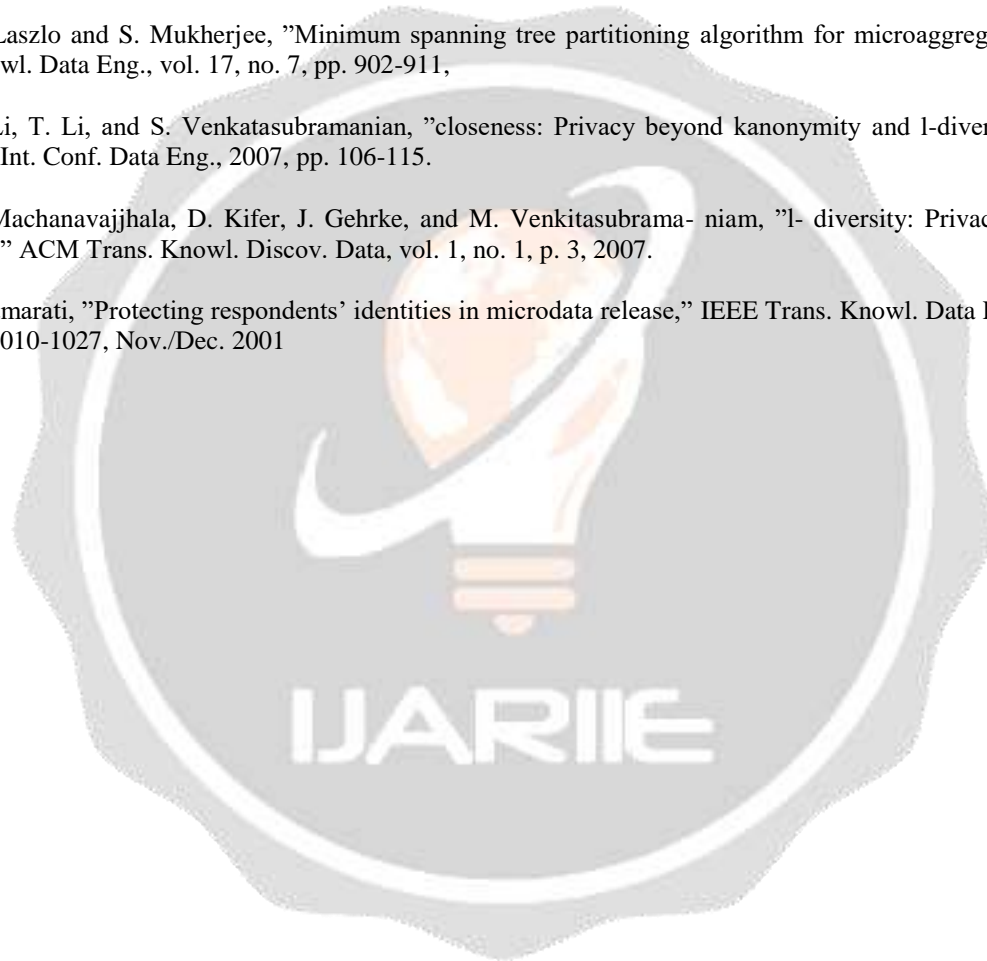 Laszlo and S. Mukherjee, ”Minimum spanning tree partitioning algorithm for microaggreg
wl. Data Eng., vol. 17, no. 7, pp. 902-911,
Li, T. Li, and S. Venkatasubramanian, ”closeness: Privacy beyond kanonymity and l-diver
Int. Conf. Data Eng., 2007, pp. 106-115.
Machanavajjhala, D. Kifer, J. Gehrke, and M. Venkitasubrama- niam, ”l- diversity: Privac
” ACM Trans. Knowl. Discov. Data, vol. 1, no. 1, p. 3, 2007.
marati, ”Protecting respondents’ identities in microdata release,” IEEE Trans. Knowl. Data
010-1027, Nov./Dec. 2001
IJARIIE